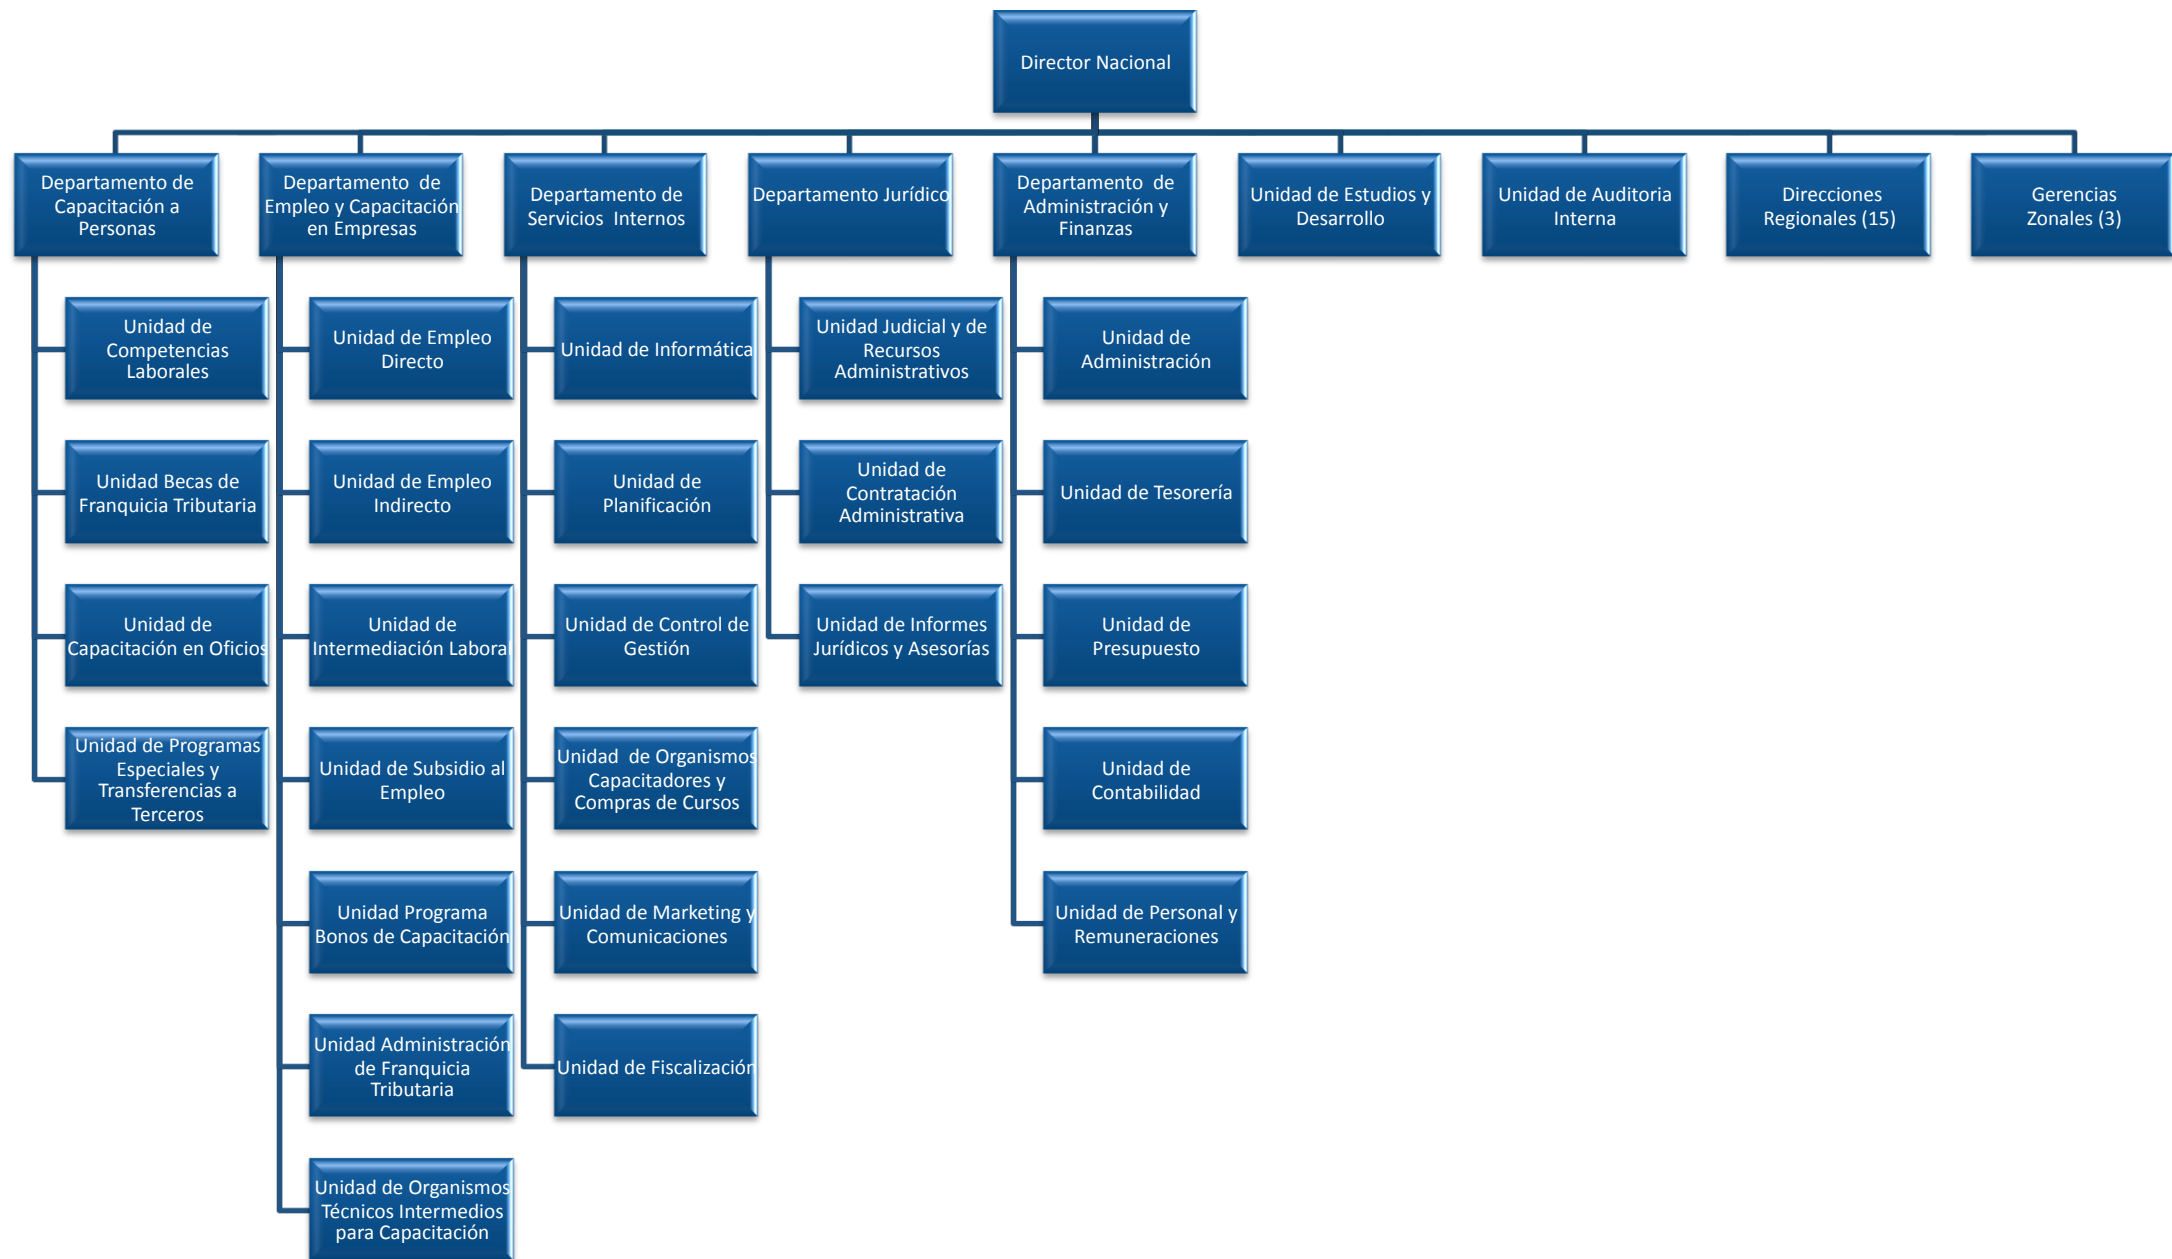 Director Nacional
Departamento de
Capacitación a
Personas
Departamento  de
Empleo y Capacitación
en Empresas
Departamento de
Servicios  Internos
Departamento Jurídico
Departamento  de
Administración y
Finanzas
Unidad de Estudios y
Desarrollo
Unidad de Auditoria
Interna
Direcciones
Regionales (15)
Gerencias
Zonales (3)
Unidad de
Competencias
Laborales
Unidad Becas de
Franquicia Tributaria
Unidad de
Capacitación en Oficios
Unidad de Programas
Especiales y
Transferencias a
Terceros
Unidad de Empleo
Directo
Unidad de Empleo
Indirecto
Unidad de
Intermediación Laboral
Unidad de Subsidio al
Empleo
Unidad Programa
Bonos de Capacitación
Unidad Administración
de Franquicia
Tributaria
Unidad de Organismos
Técnicos Intermedios
para Capacitación
Unidad de Informática
Unidad de
Planificación
Unidad de Control de
Gestión
Unidad  de Organismos
Capacitadores y
Compras de Cursos
Unidad de Marketing y
Comunicaciones
Unidad de Fiscalización
Unidad Judicial y de
Recursos
Administrativos
Unidad de
Contratación
Administrativa
Unidad de Informes
Jurídicos y Asesorías
Unidad de
Administración
Unidad de Tesorería
Unidad de
Presupuesto
Unidad de
Contabilidad
Unidad de Personal y
Remuneraciones